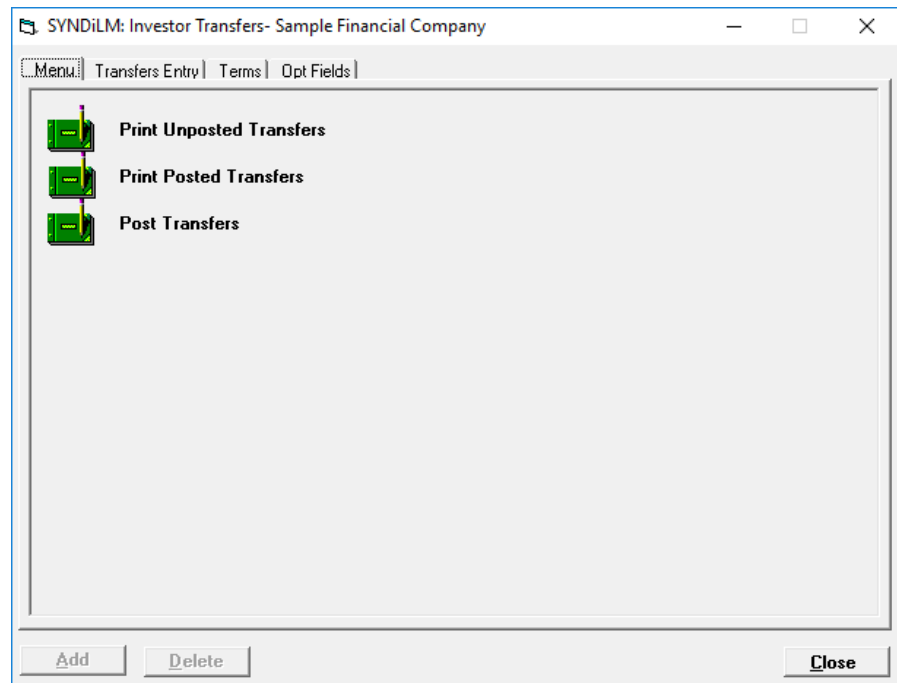 SYNDiLM: Investor Transfers- Sample Financial Company
Menu Transfers Entry Terms Opt Fields
Print Unposted Transfers
Print Posted Transfers
Post Transfers
Add Delete Close